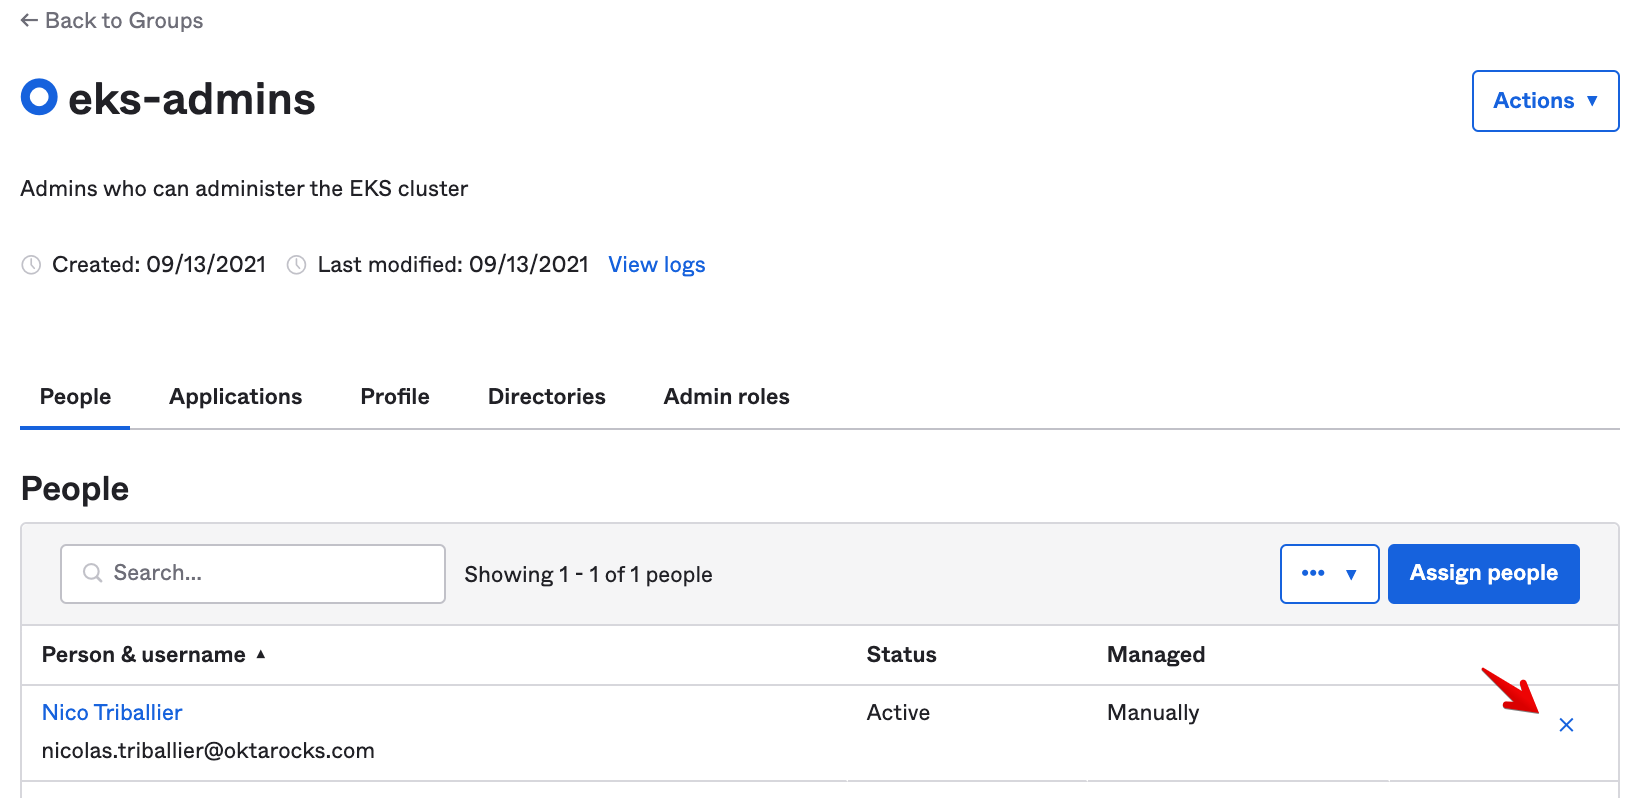 ← Back to Groups
eks-admins
Actions ▼
Admins who can administer the EKS cluster
Created: 09/13/2021 Last modified: 09/13/2021 View logs
People Applications Profile Directories Admin roles
People
Search... Showing 1 - 1 of 1 people ••• ▼ Assign people
Person & username ▲ Status Managed
Nico Triballier Active Manually
nicolas.triballier@oktarocks.com